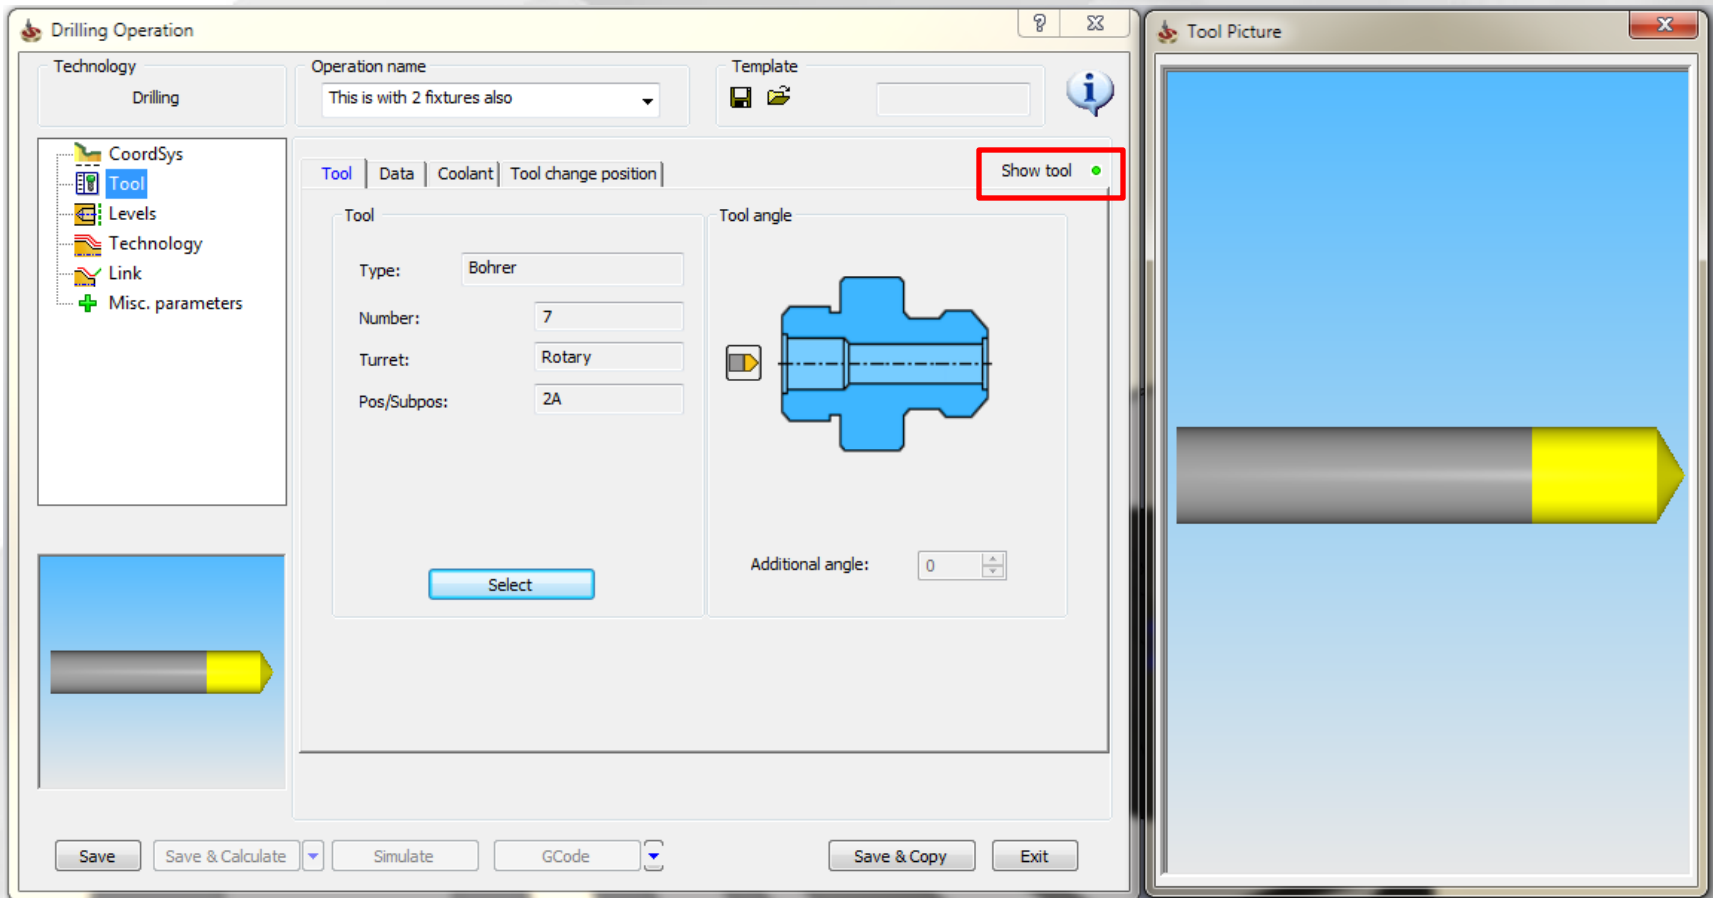 Drilling Operation
Tool Picture
Technology
Operation name
Template
Drilling
This is with 2 fixtures also
CoordSys
Tool
Levels
Technology
Link
Misc. parameters
Tool
Data
Coolant
Tool change position
Show tool
Tool
Tool angle
Type:
Bohrer
Number:
7
Turret:
Rotary
Pos/Subpos:
2A
Additional angle:
0
Select
Save
Save & Calculate
Simulate
GCode
Save & Copy
Exit